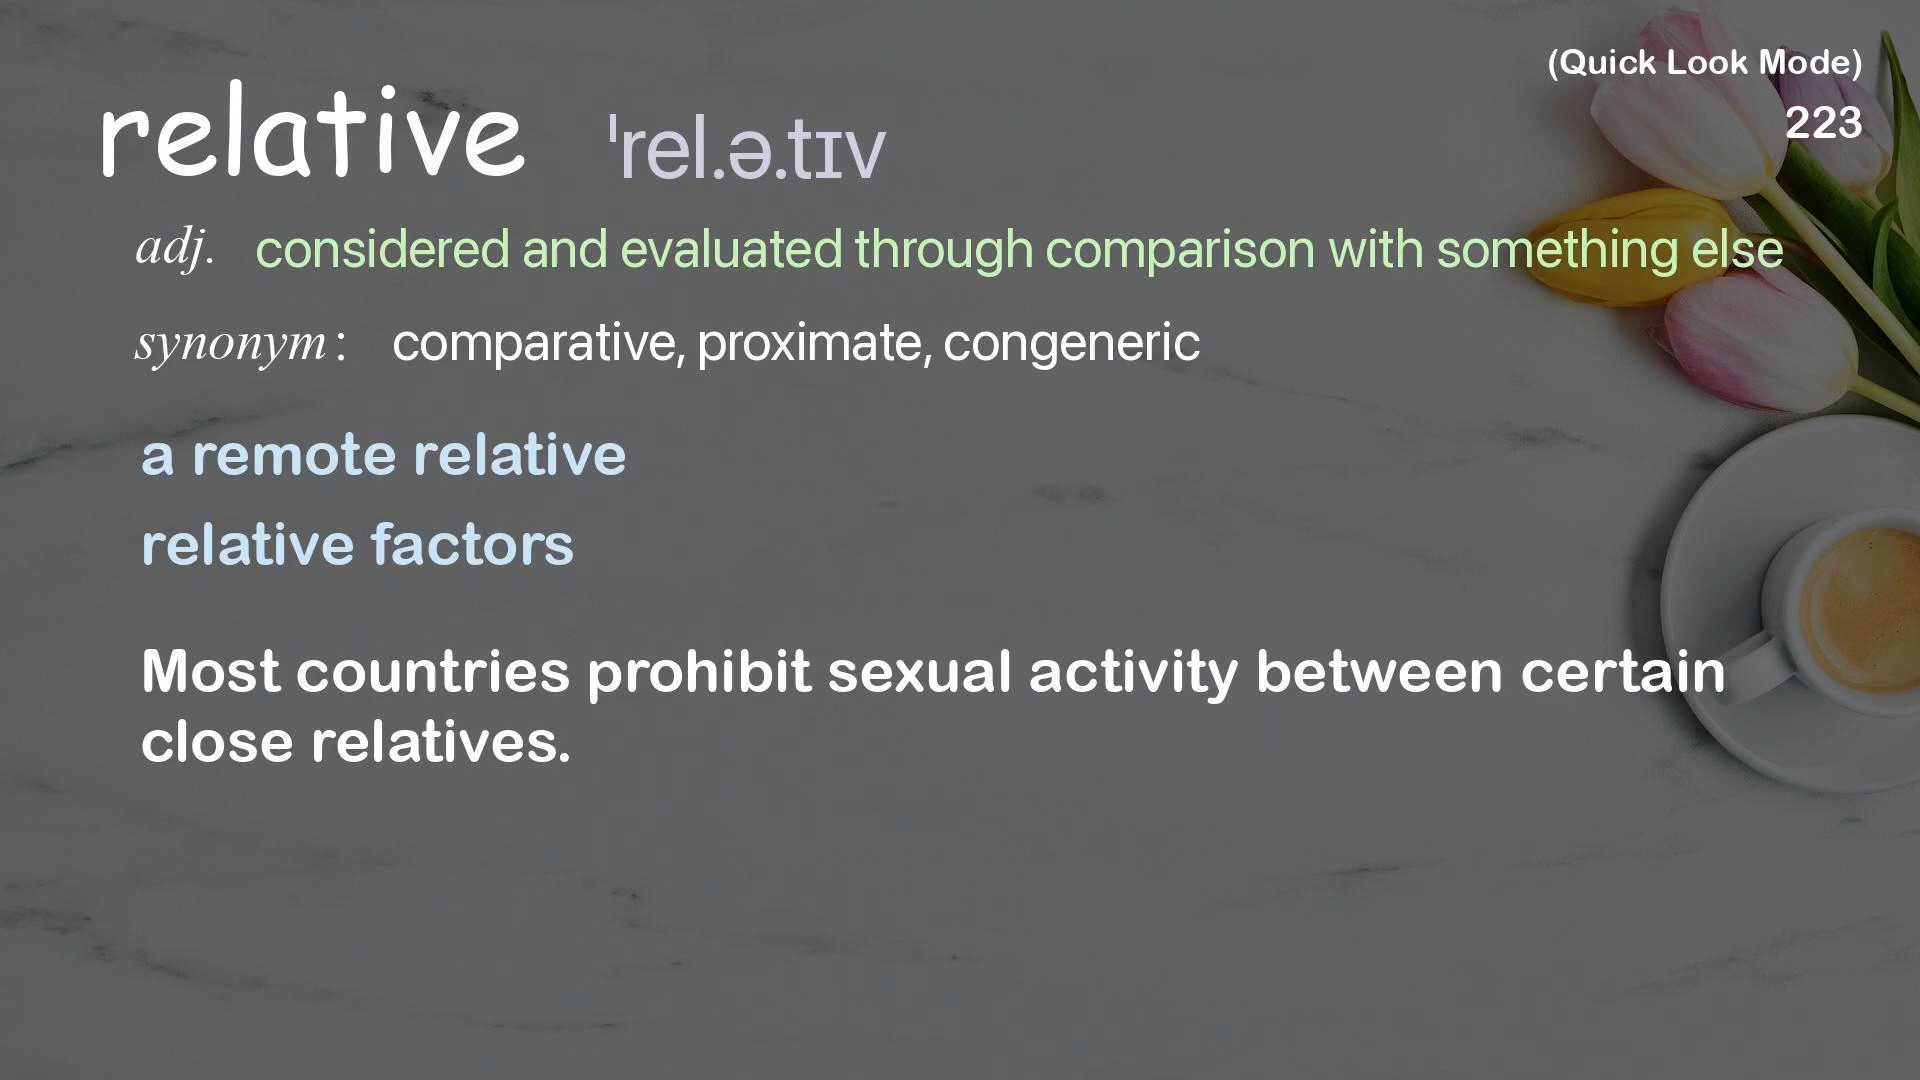 (Quick Look Mode)
223
relative ˈrel.ə.tɪv
adj. considered and evaluated through comparison with something else
synonym : comparative, proximate, congeneric
a remote relative
relative factors
Most countries prohibit sexual activity between certain
close relatives.